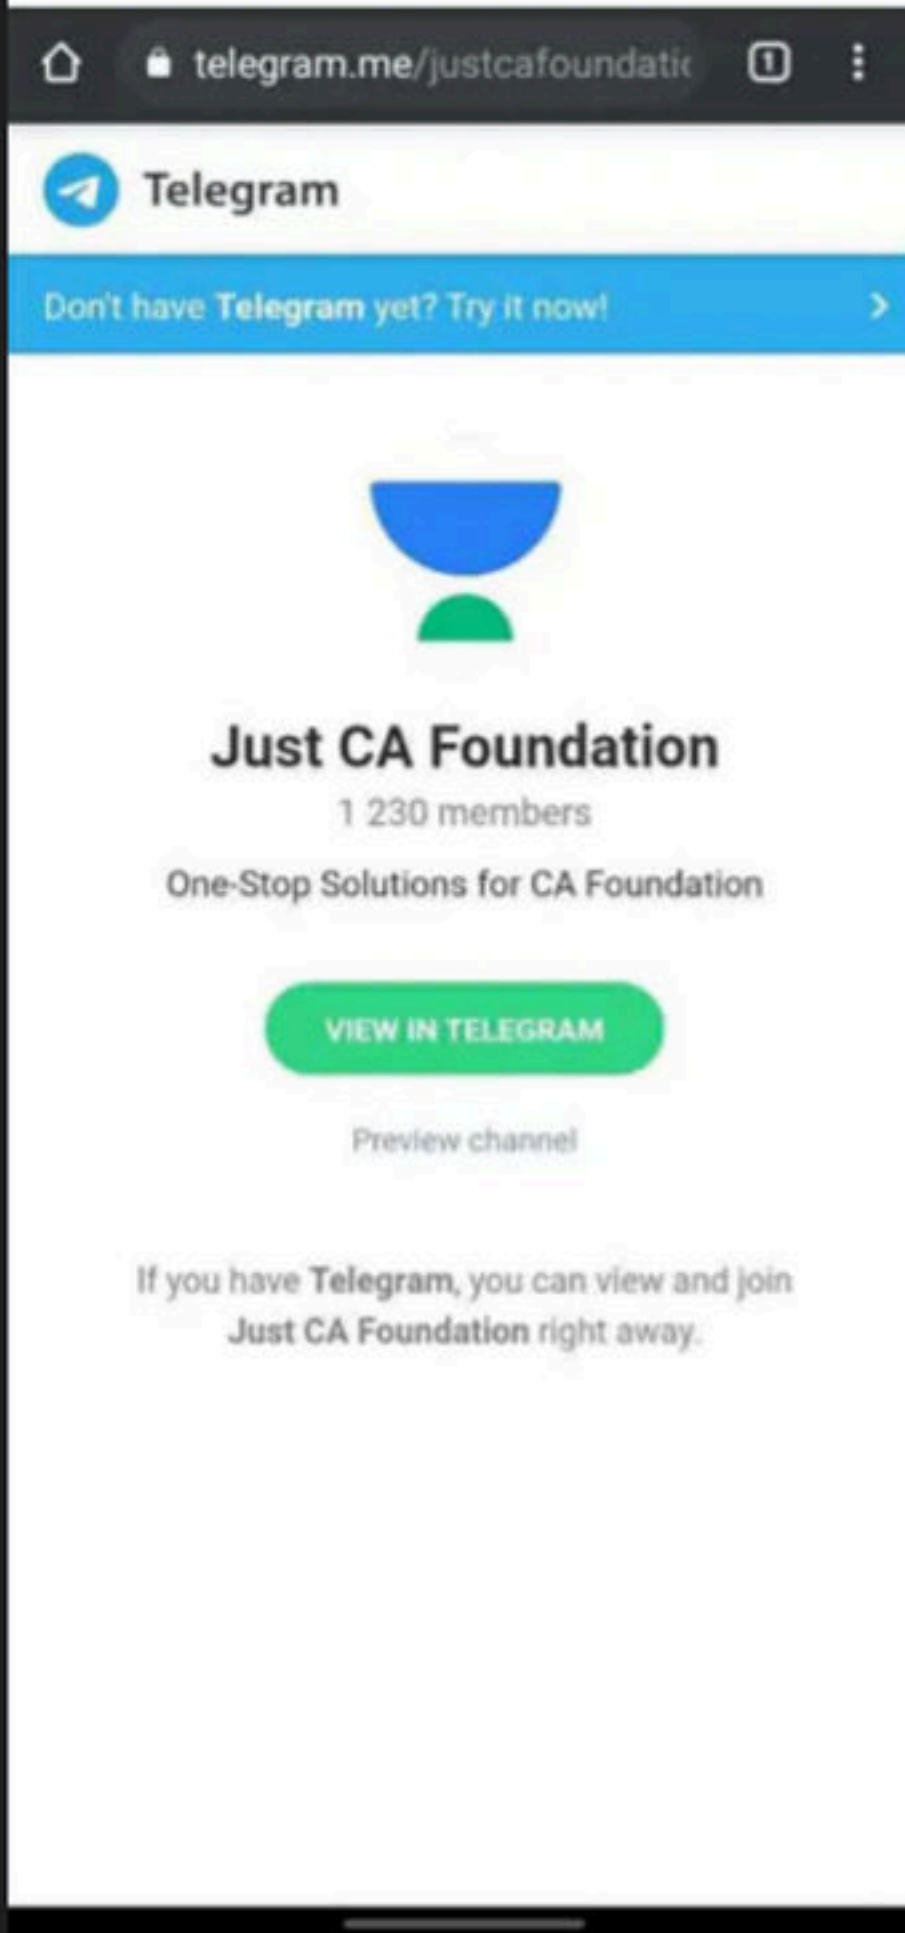 telegram.me/justcafoundatic
1
Telegram
Don't have Telegram yet? Try it now!
Just CA Foundation
1 230 members
One-Stop Solutions for CA Foundation
VIEW IN TELEGRAM
Preview channel
If you have Telegram, you can view and join
Just CA Foundation right away.